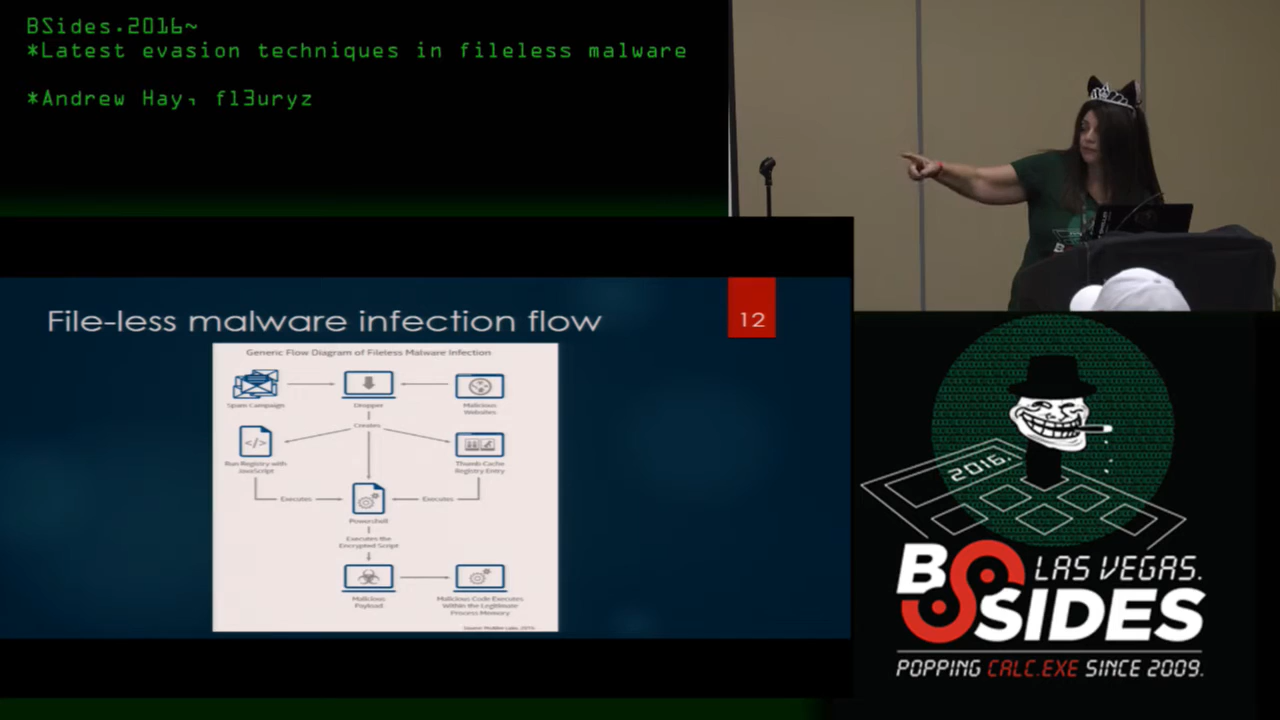 BSides.2016~
*Latest evasion techniques in fileless malware
*Andrew Hay, fl3uryz
File-less malware infection flow
12
Generic Flow Diagram of Fileless Malware Infection
Spam Campaign
Dropper
Malicious
Websites
Creates
Run Registry with
JavaScript
Thumb Cache
Registry Entry
Executes
Executes
Powershell
Executes the
Encrypted Script
Malicious
Payload
Malicious Code Executes
Within the Legitimate
Process Memory
2016.
BSIDES
LAS VEGAS.
POPPING CALC.EXE SINCE 2009.